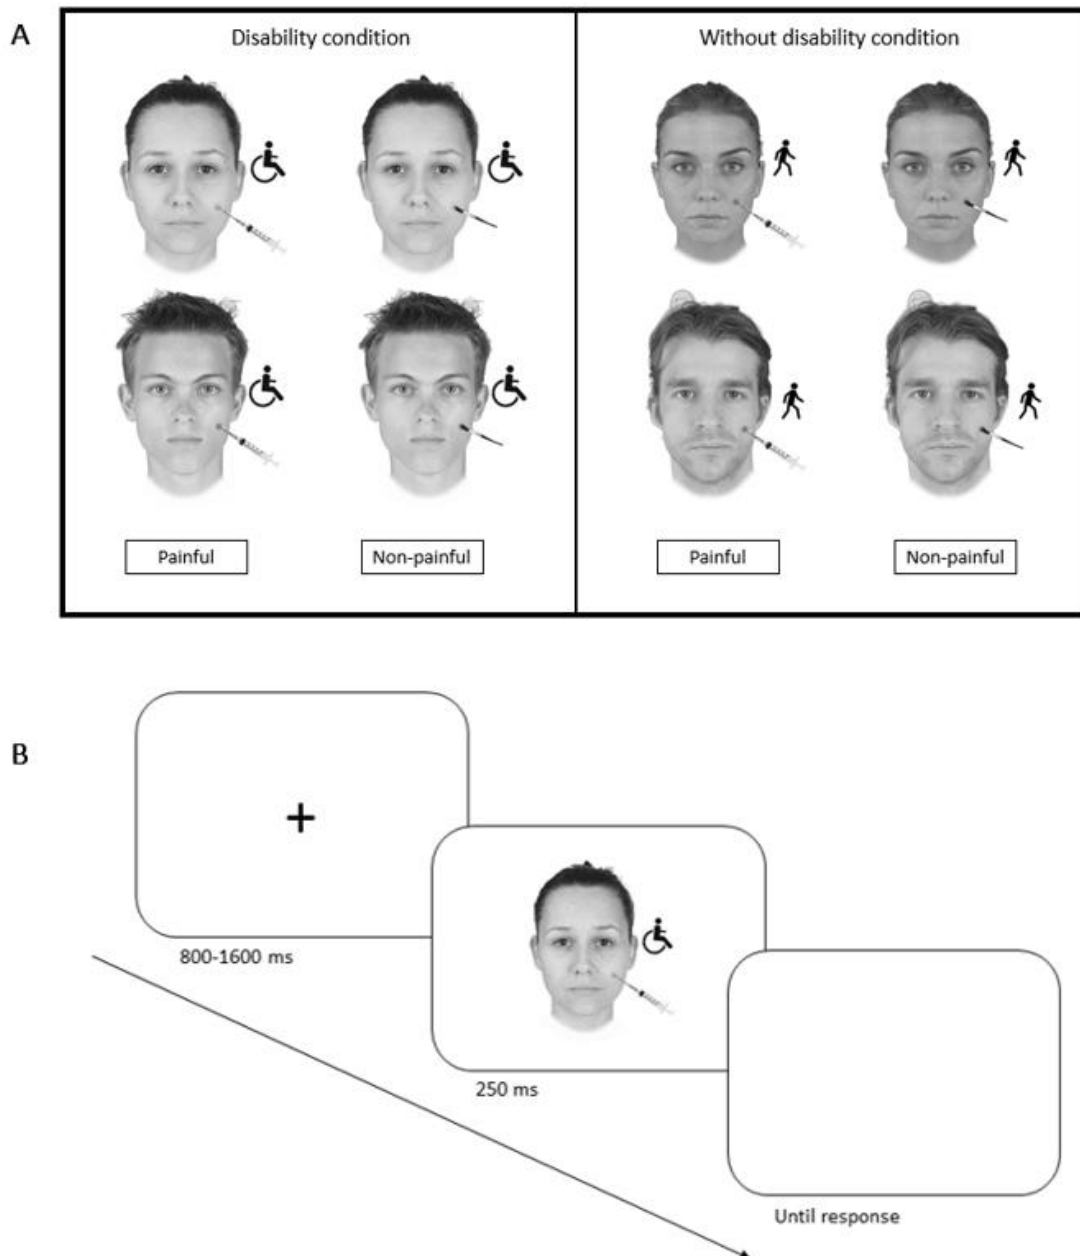 A
Disability condition
Without disability condition
Painful
Non-painful
Painful
Non-painful
B
800-1600 ms
250 ms
Until response